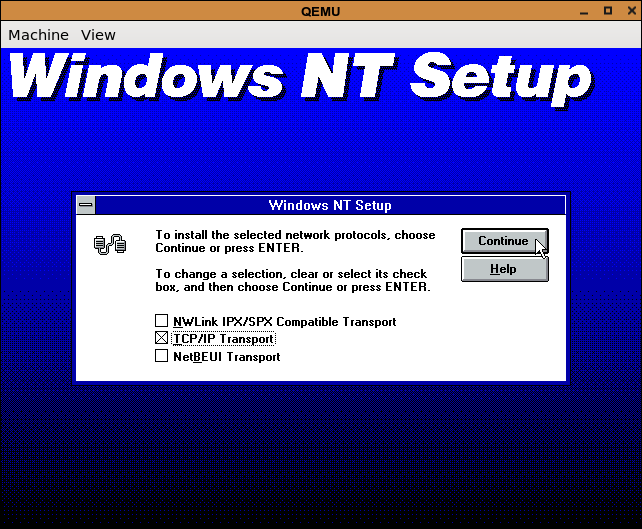 QEMU
Machine View
Windows NT Setup
Windows NT Setup
To install the selected network protocols, choose
Continue or press ENTER.
To change a selection, clear or select its check
box, and then choose Continue or press ENTER.
Continue
Help
NWLink IPX/SPX Compatible Transport
TCP/IP Transport
NetBEUI Transport